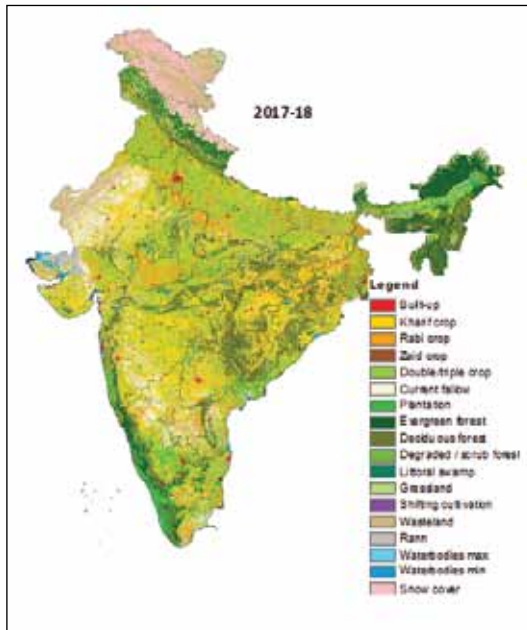 2017-18
Legend
Built-up
Kharif crop
Rabi crop
Zaid crop
Double/triple crop
Current fallow
Plantation
Evergreen forest
Deciduous forest
Degraded / scrub forest
Littoral swamp
Grassland
Shifting cultivation
Wasteland
Rann
Waterbodies max
Waterbodies min
Snow cover